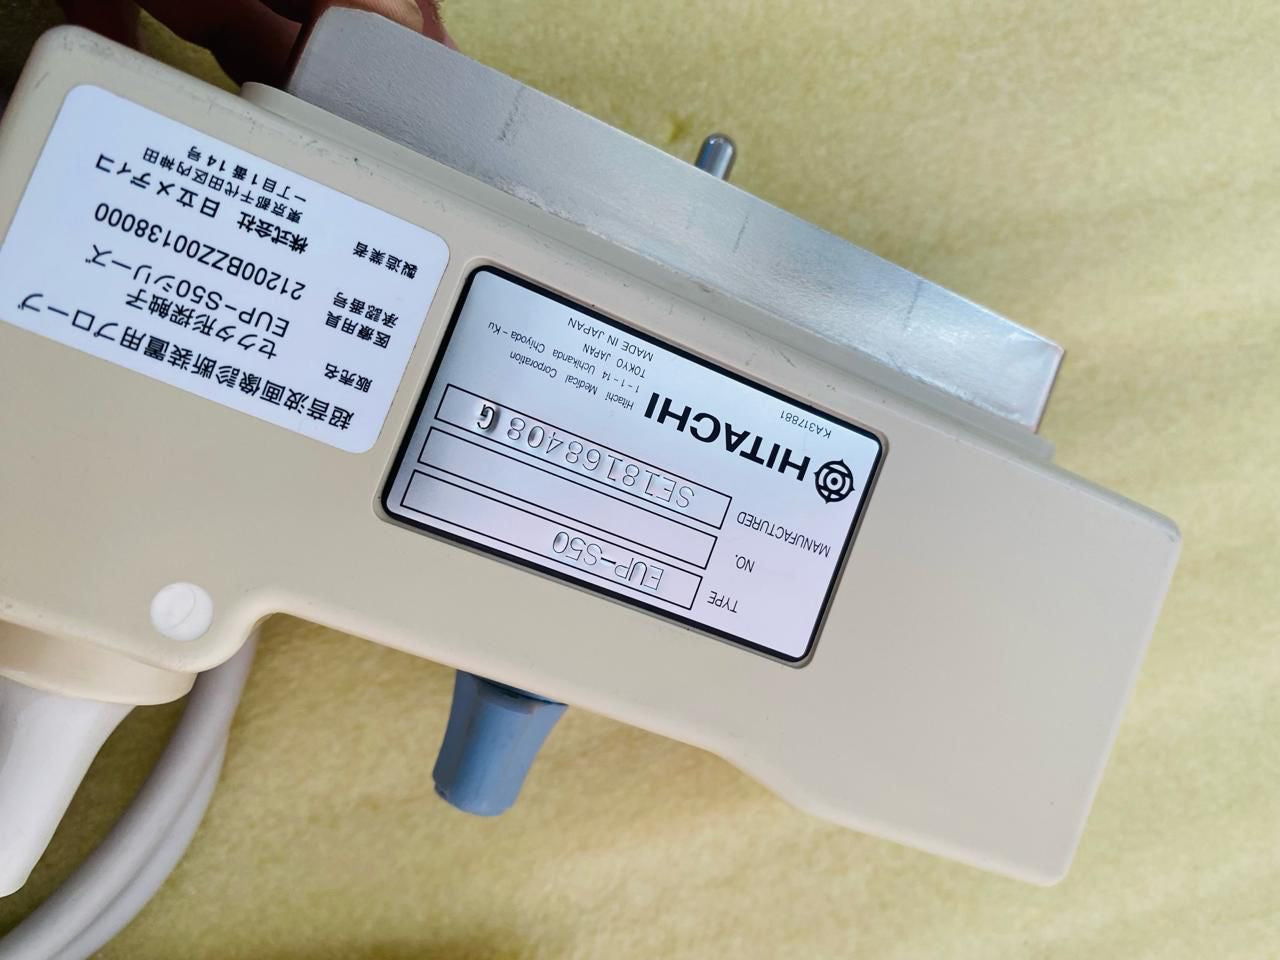 超音波画像診断装置用プローブ
販売名 セクタ形探触子
EUP-S50シリーズ
医療用具
承認番号 21200BZZ00138000
製造業者 株式会社 日立メディコ
東京都千代田区内神田
一丁目1番14号
TYPE EUP-S50
NO.
MANUFACTURED SE18168408 G
HITACHI
Hitachi Medical Corporation
1-1-14 Uchikanda Chiyoda-Ku
TOKYO JAPAN
MADE IN JAPAN
KA317881